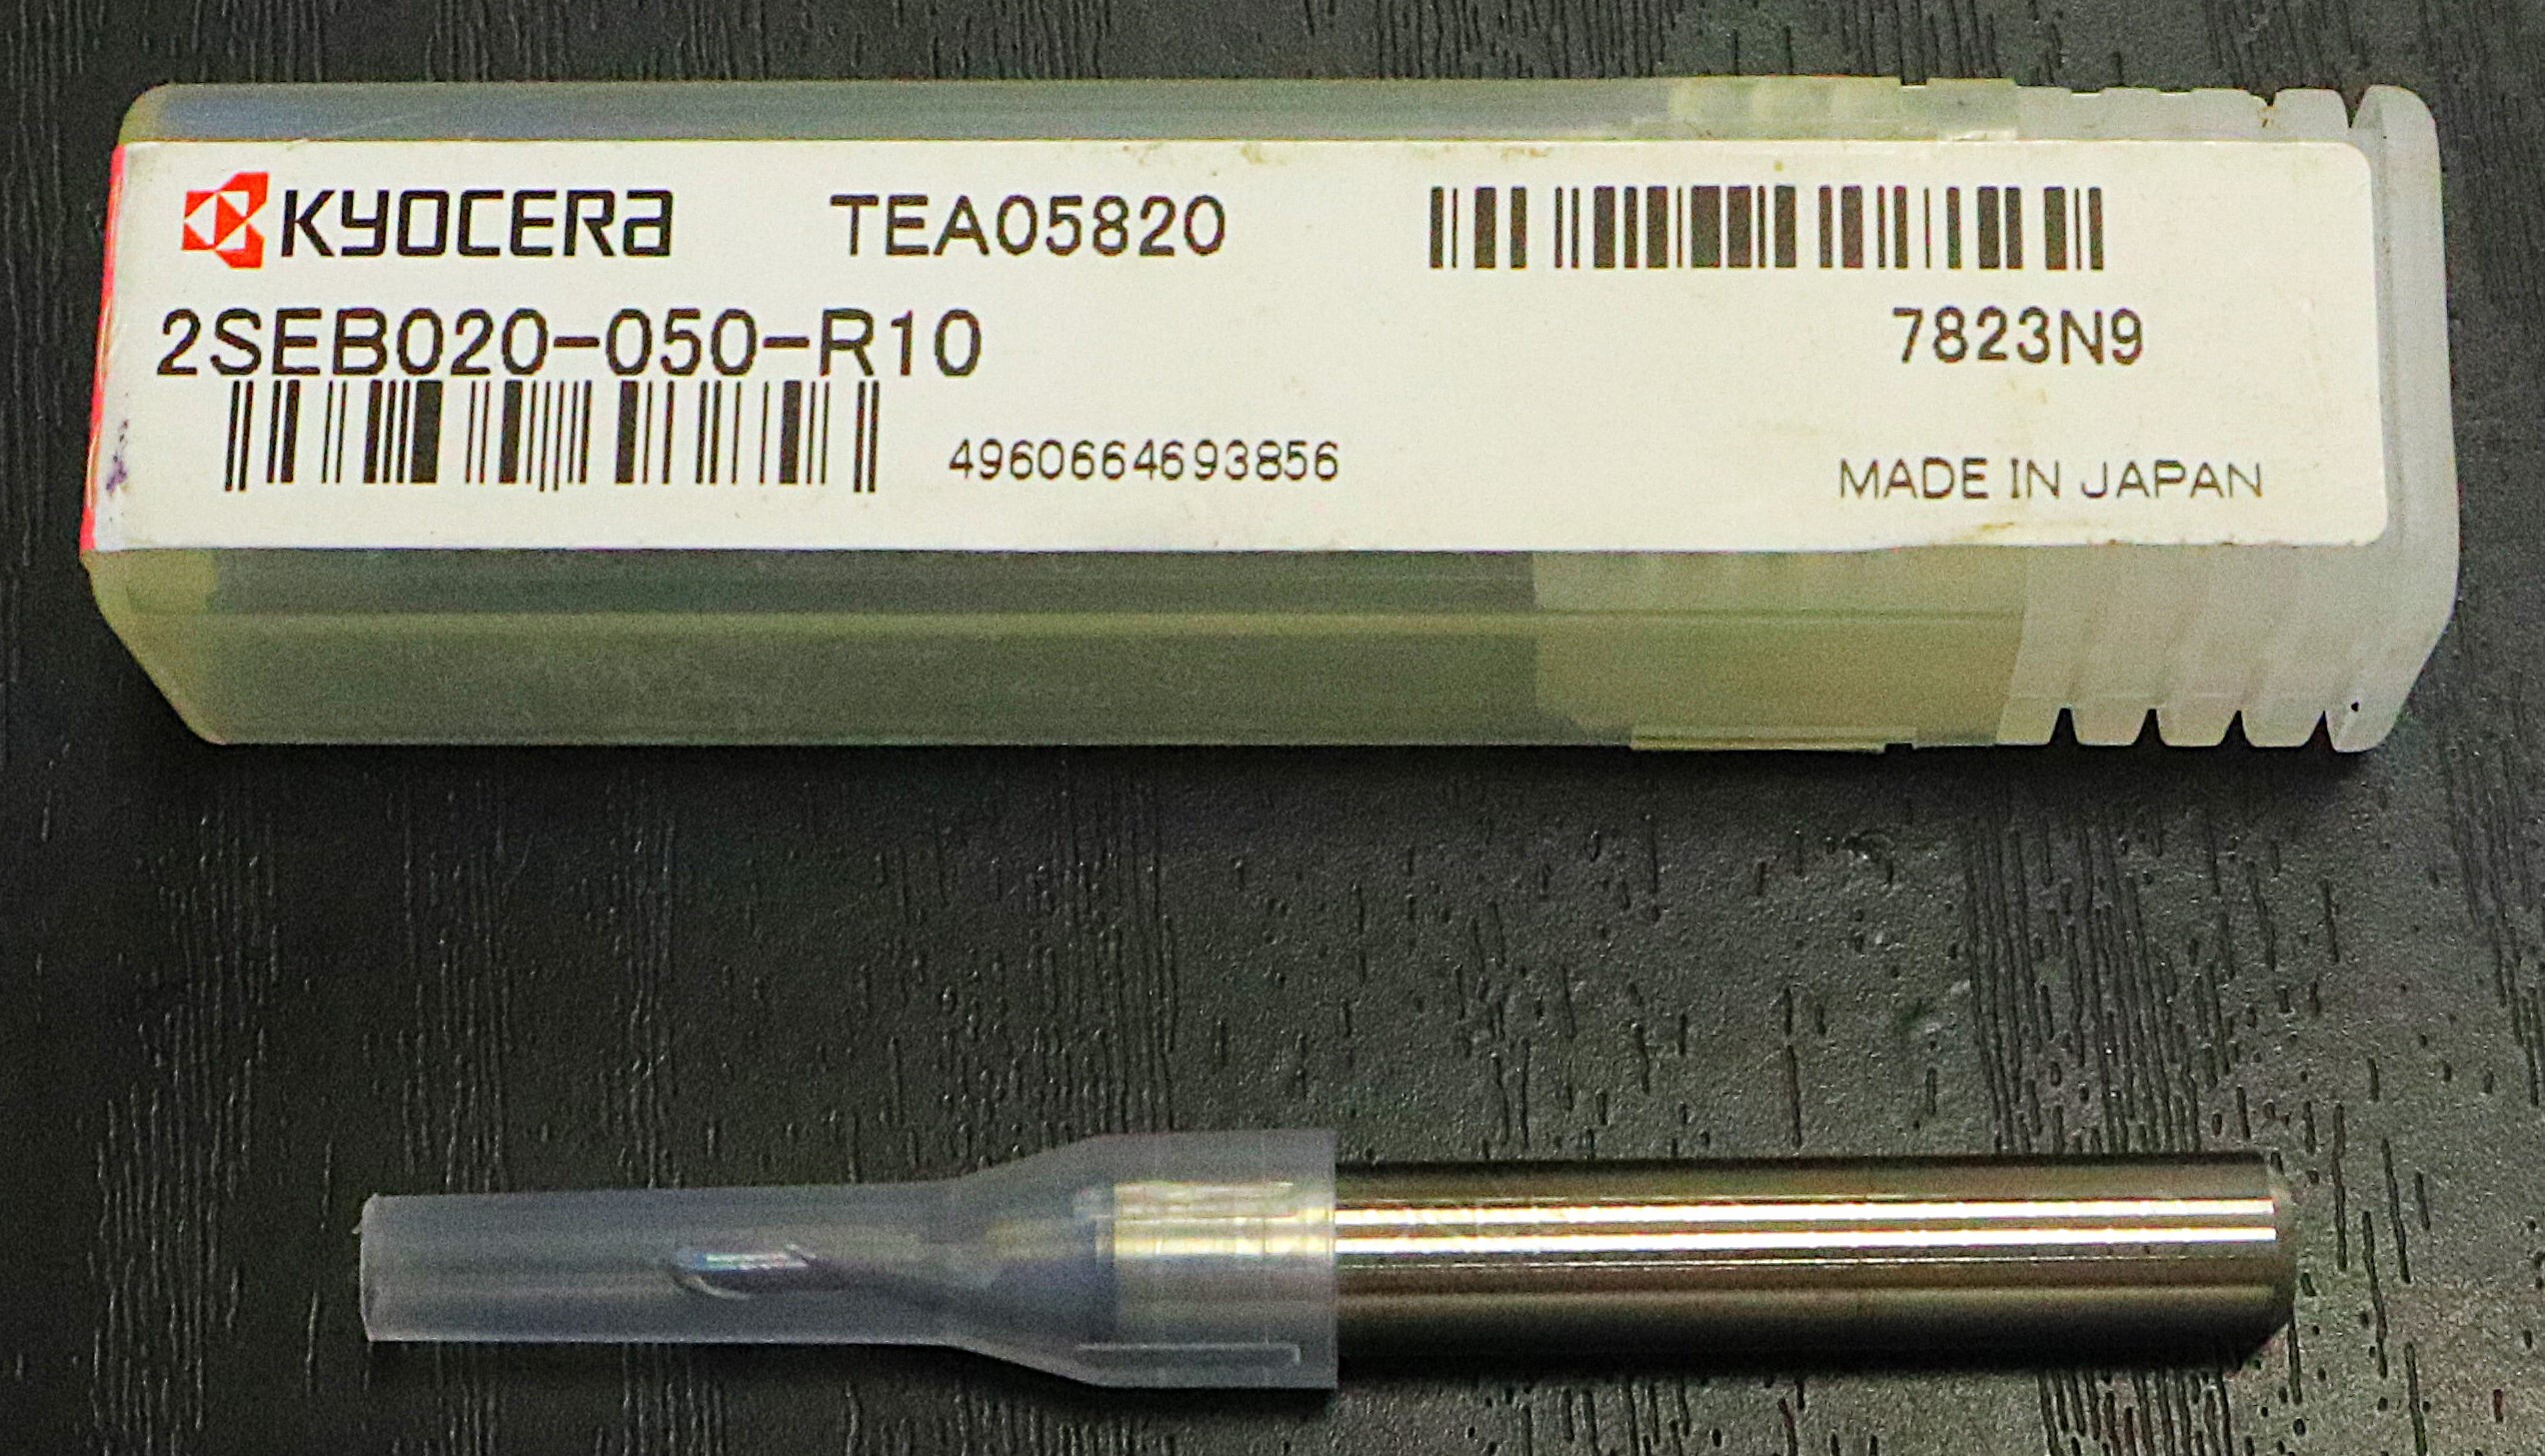 KYOCERA TEA05820
2SEB020-050-R10 7823N9
4960664693856 MADE IN JAPAN